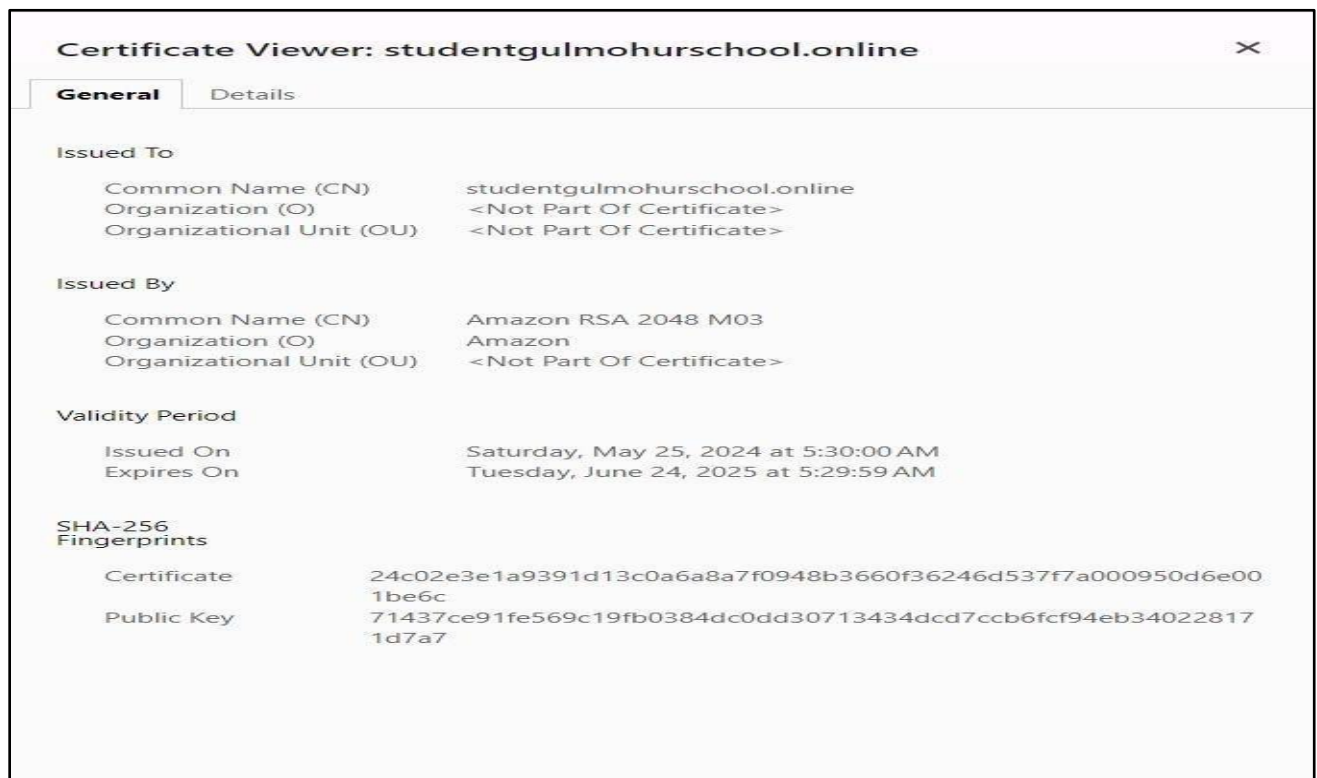 Certificate Viewer: studentgulmohurschool.online ×
General Details
Issued To
Common Name (CN) studentgulmohurschool.online
Organization (O) <Not Part Of Certificate>
Organizational Unit (OU) <Not Part Of Certificate>
Issued By
Common Name (CN) Amazon RSA 2048 M03
Organization (O) Amazon
Organizational Unit (OU) <Not Part Of Certificate>
Validity Period
Issued On Saturday, May 25, 2024 at 5:30:00 AM
Expires On Tuesday, June 24, 2025 at 5:29:59 AM
SHA-256
Fingerprints
Certificate 24c02e3e1a9391d13c0a6a8a7f0948b3660f36246d537f7a000950d6e00
1be6c
Public Key 71437ce91fe569c19fb0384dc0dd30713434dcd7ccb6fcf94eb34022817
1d7a7